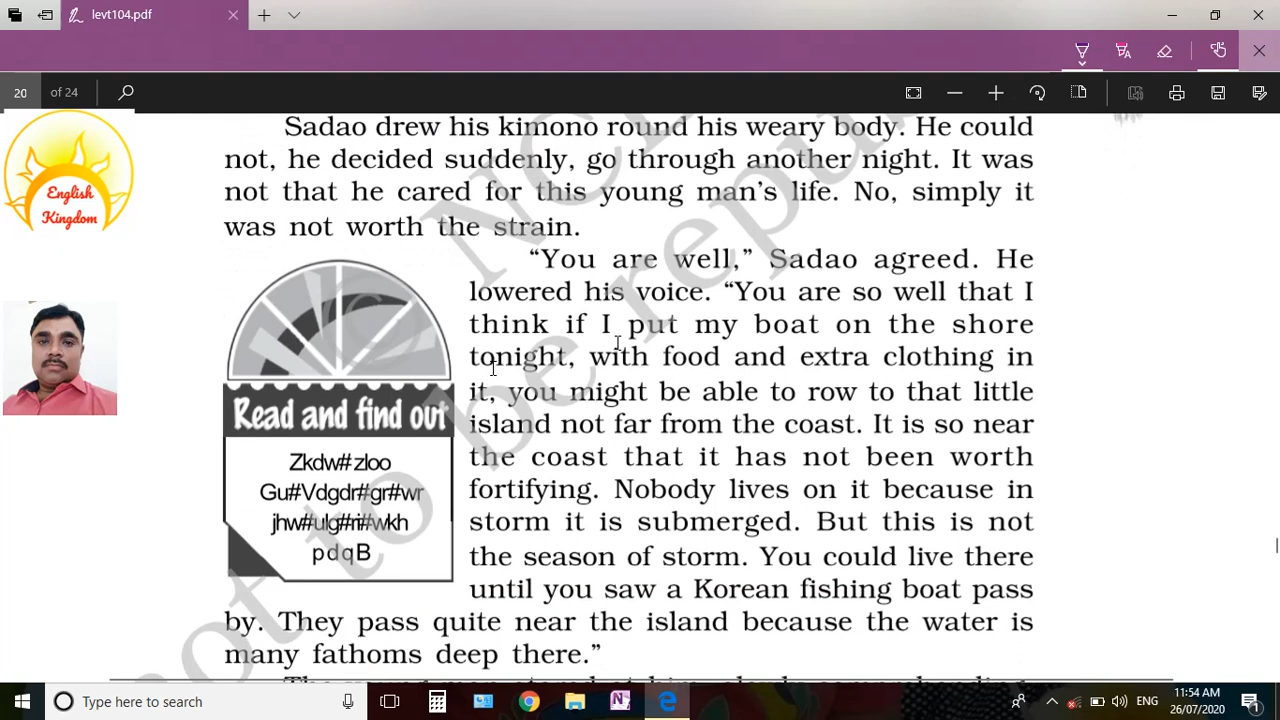 levt104.pdf
20 of 24
English
Kingdom
Sadao drew his kimono round his weary body. He could
not, he decided suddenly, go through another night. It was
not that he cared for this young man's life. No, simply it
was not worth the strain.
“You are well,” Sadao agreed. He
lowered his voice. “You are so well that I
think if I put my boat on the shore
tonight, with food and extra clothing in
it, you might be able to row to that little
island not far from the coast. It is so near
the coast that it has not been worth
fortifying. Nobody lives on it because in
storm it is submerged. But this is not
the season of storm. You could live there
until you saw a Korean fishing boat pass
by. They pass quite near the island because the water is
many fathoms deep there.”
Read and find out
Zkdw#zloo
Gu#Vdgdr#gr#wr
jhw#ulg#ri#wkh
pdqB
not to be republ
Type here to search
ENG
11:54 AM
26/07/2020